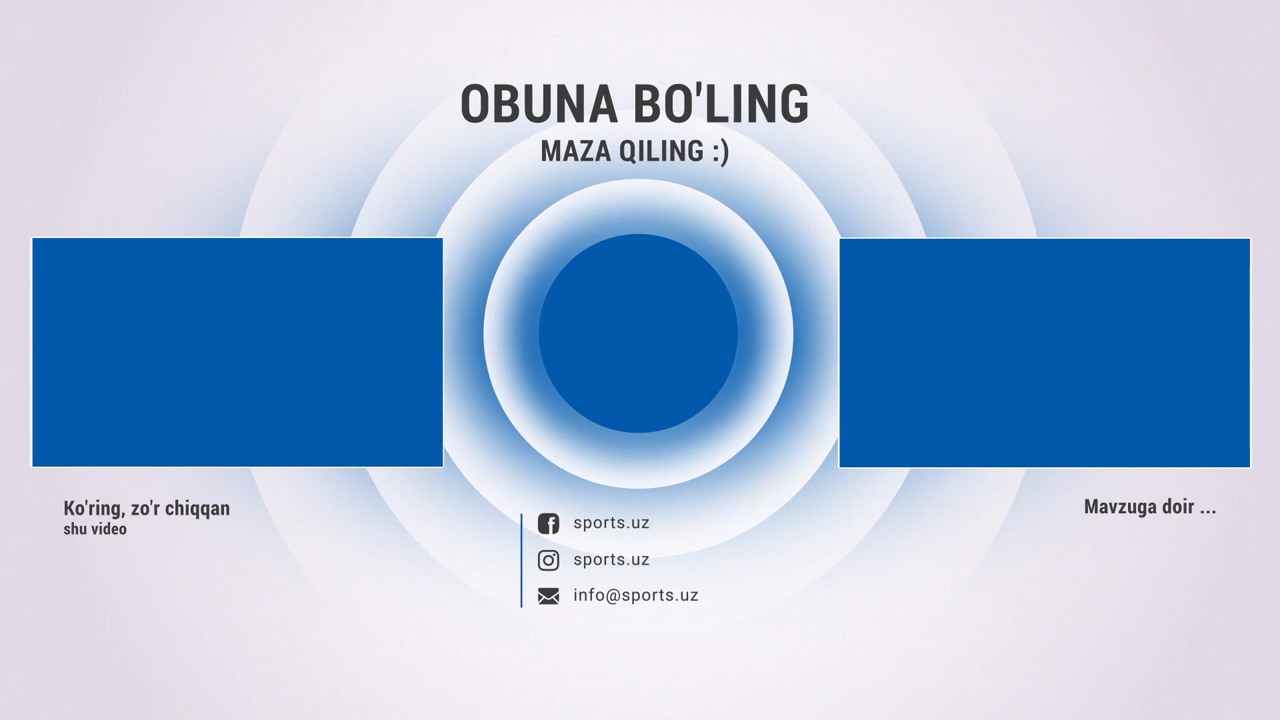 OBUNA BO'LING
MAZA QILING :)
Ko'ring, zo'r chiqqan
shu video
Mavzuga doir ...
sports.uz
sports.uz
info@sports.uz